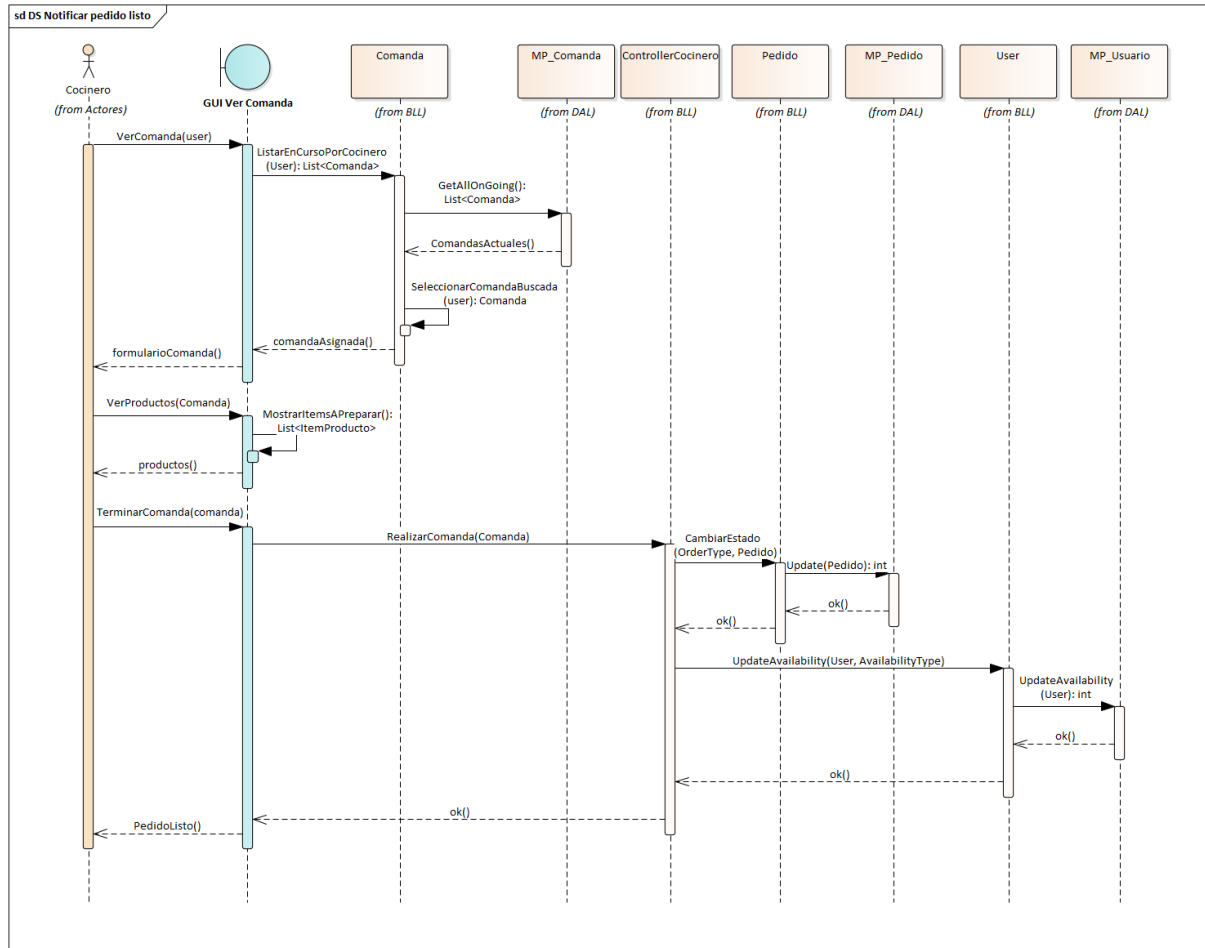 sd DS Notificar pedido listo
Comanda
MP_Comanda
ControllerCocinero
Pedido
MP_Pedido
User
MP_Usuario
Cocinero
GUI Ver Comanda
(from Actores)
(from BLL)
(from DAL)
(from BLL)
(from BLL)
(from DAL)
(from BLL)
(from DAL)
VerComanda(user)
ListarEnCursoPorCocinero
(User): List<Comanda>
GetAllOnGoing():
List<Comanda>
ComandasActuales()
SeleccionarComandaBuscada
(user): Comanda
comandaAsignada()
formularioComanda()
VerProductos(Comanda)
MostrarItemsAPreparar():
List<ItemProducto>
productos()
TerminarComanda(comanda)
RealizarComanda(Comanda)
CambiarEstado
(OrderType, Pedido)
Update(Pedido): int
ok()
ok()
UpdateAvailability(User, AvailabilityType)
UpdateAvailability
(User): int
ok()
ok()
ok()
PedidoListo()